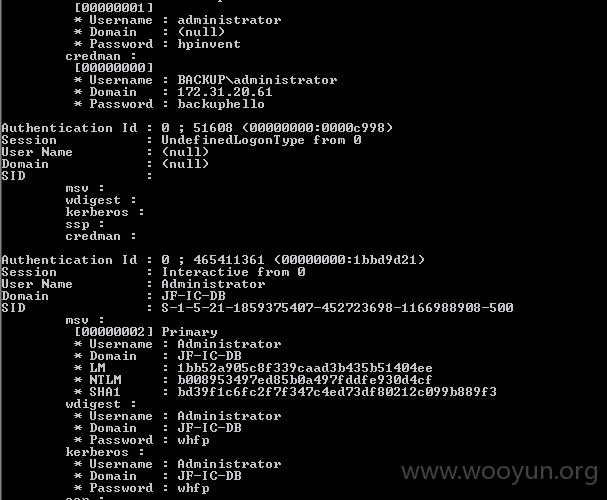 [00000001]
* Username : administrator
* Domain : (null)
* Password : hpinvent
credman :
[00000000]
* Username : BACKUP\administrator
* Domain : 172.31.20.61
* Password : backuphello
Authentication Id : 0 ; 51608 (00000000:0000c998)
Session : UndefinedLogonType from 0
User Name : (null)
Domain : (null)
SID :
msv :
wdigest :
kerberos :
ssp :
credman :
Authentication Id : 0 ; 465411361 (00000000:1bbd9d21)
Session : Interactive from 0
User Name : Administrator
Domain : JF-IC-DB
SID : S-1-5-21-1859375407-452723698-1166988908-500
msv :
[00000002] Primary
* Username : Administrator
* Domain : JF-IC-DB
* LM : 1bb52a905c8f339caad3b435b51404ee
* NTLM : b008953497ed85b0a497fddfe930d4cf
* SHA1 : bd39f1c6fc2f7f347c4ed73df80212c099b889f3
wdigest :
* Username : Administrator
* Domain : JF-IC-DB
* Password : whfp
kerberos :
* Username : Administrator
* Domain : JF-IC-DB
* Password : whfp
ssp :
www.wooyun.org